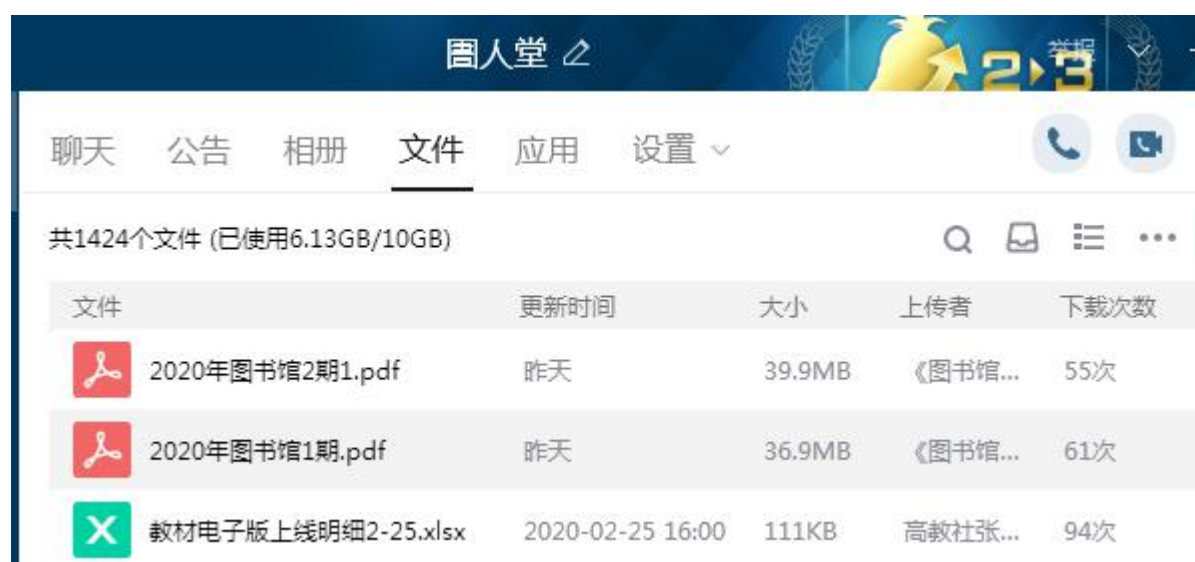 圕人堂
2 3 举报
聊天 公告 相册 文件 应用 设置
共1424个文件 (已使用6.13GB/10GB)
文件 更新时间 大小 上传者 下载次数
2020年图书馆2期1.pdf 昨天 39.9MB 《图书馆... 55次
2020年图书馆1期.pdf 昨天 36.9MB 《图书馆... 61次
教材电子版上线明细2-25.xlsx 2020-02-25 16:00 111KB 高教社张... 94次